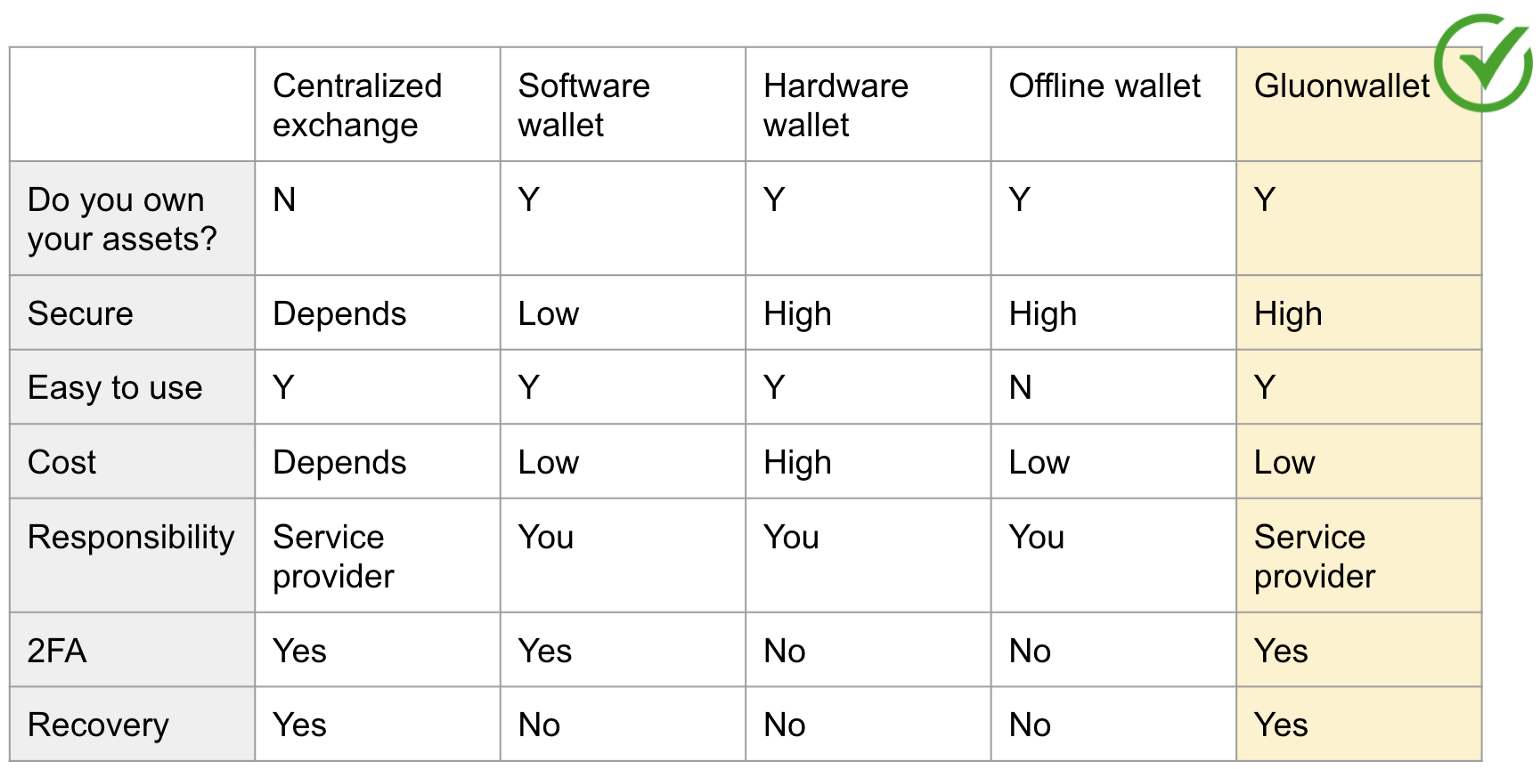 Centralized exchange Software wallet Hardware wallet Offline wallet Gluonwallet
Do you own your assets? N Y Y Y Y
Secure Depends Low High High High
Easy to use Y Y Y N Y
Cost Depends Low High Low Low
Responsibility Service provider You You You Service provider
2FA Yes Yes No No Yes
Recovery Yes No No No Yes